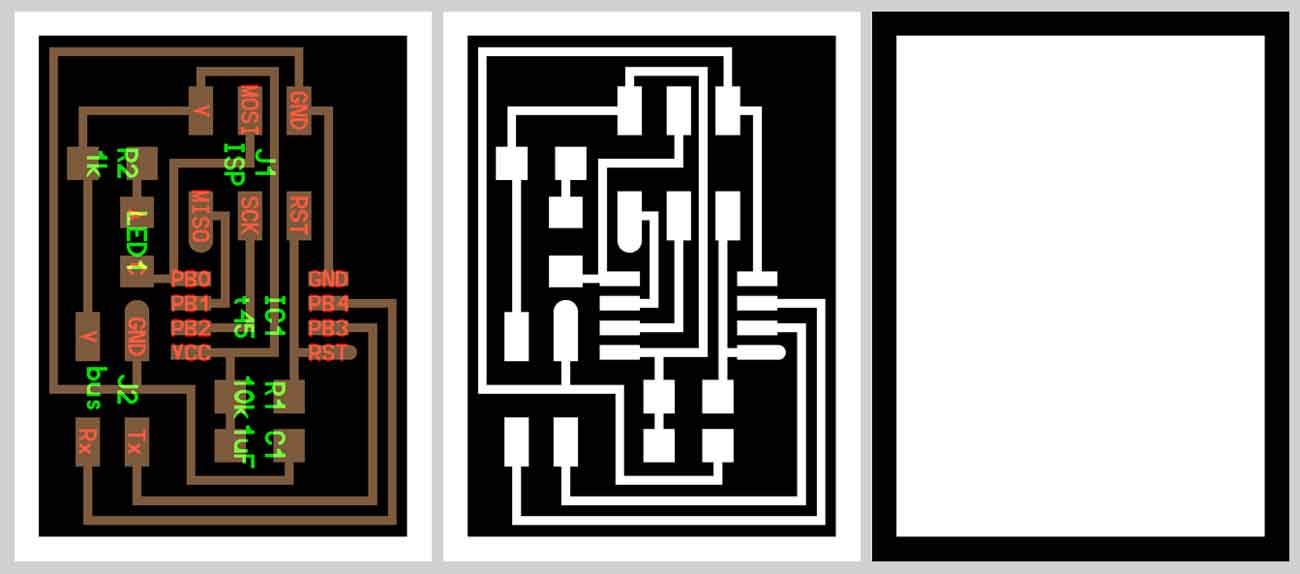 V
MOSI
GND
1k
R2
ISP
J1
MISO
SCK
RST
LED1
PB0
GND
PB1
PB4
t45
IC1
PB2
PB3
V
GND
VCC
RST
bus
J2
10k
R1
1uF
C1
Rx
Tx